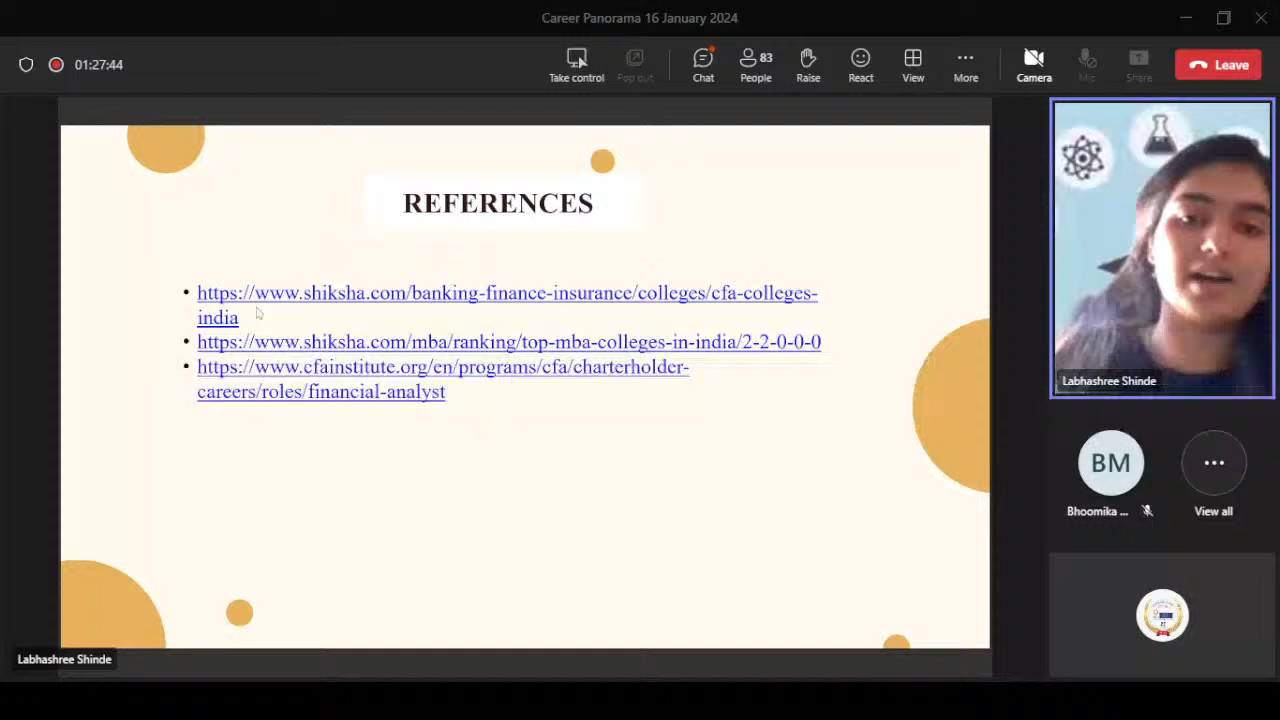 Career Panorama 16 January 2024
01:27:44
Take control
Pop out
Chat
83
People
Raise
React
View
More
Camera
Mic
Share
Leave
REFERENCES
• https://www.shiksha.com/banking-finance-insurance/colleges/cfa-colleges-
india
• https://www.shiksha.com/mba/ranking/top-mba-colleges-in-india/2-2-0-0-0
• https://www.cfainstitute.org/en/programs/cfa/charterholder-
careers/roles/financial-analyst
Labhashree Shinde
BM
Bhoomika ...
View all
Labhashree Shinde